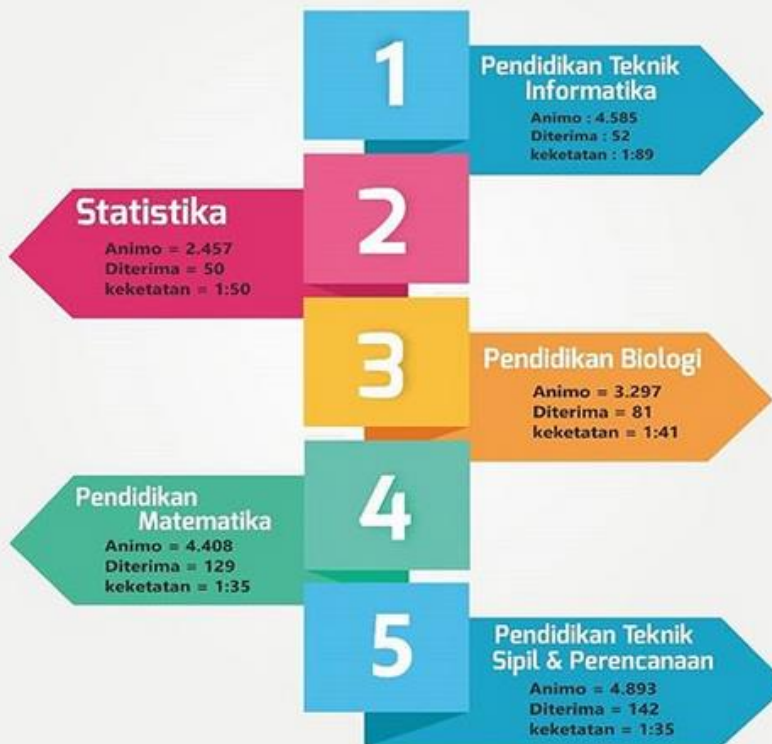 1
Pendidikan Teknik
Informatika
Animo : 4.585
Diterima : 52
keketatan : 1:89
2
Statistika
Animo = 2.457
Diterima = 50
keketatan = 1:50
3
Pendidikan Biologi
Animo = 3.297
Diterima = 81
keketatan = 1:41
4
Pendidikan
Matematika
Animo = 4.408
Diterima = 129
keketatan = 1:35
5
Pendidikan Teknik
Sipil & Perencanaan
Animo = 4.893
Diterima = 142
keketatan = 1:35